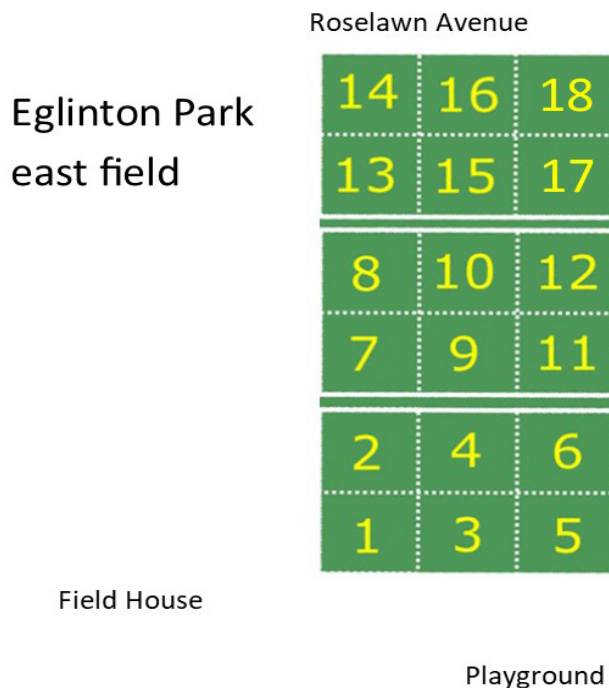 Roselawn Avenue
Eglinton Park
east field
14 16 18
13 15 17
8 10 12
7 9 11
2 4 6
1 3 5
Field House
Playground